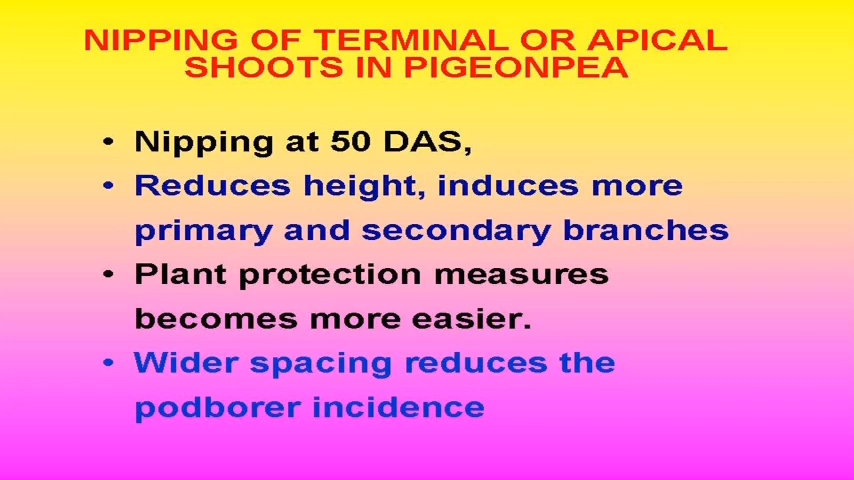 NIPPING OF TERMINAL OR APICAL
SHOOTS IN PIGEONPEA
• Nipping at 50 DAS,
• Reduces height, induces more
primary and secondary branches
• Plant protection measures
becomes more easier.
• Wider spacing reduces the
podborer incidence